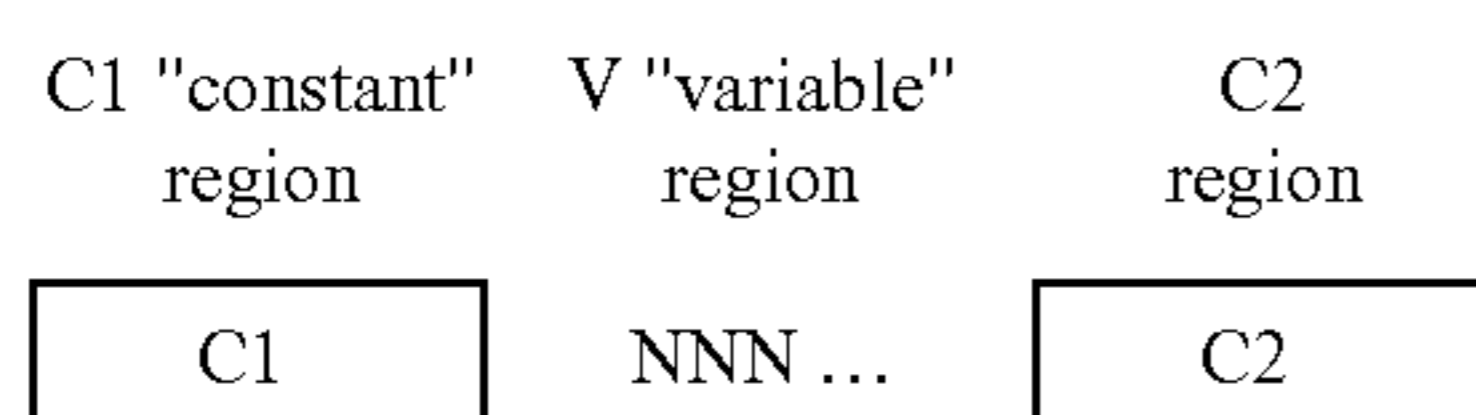 C1 "constant" V "variable" C2
region region region
C1 NNN ... C2